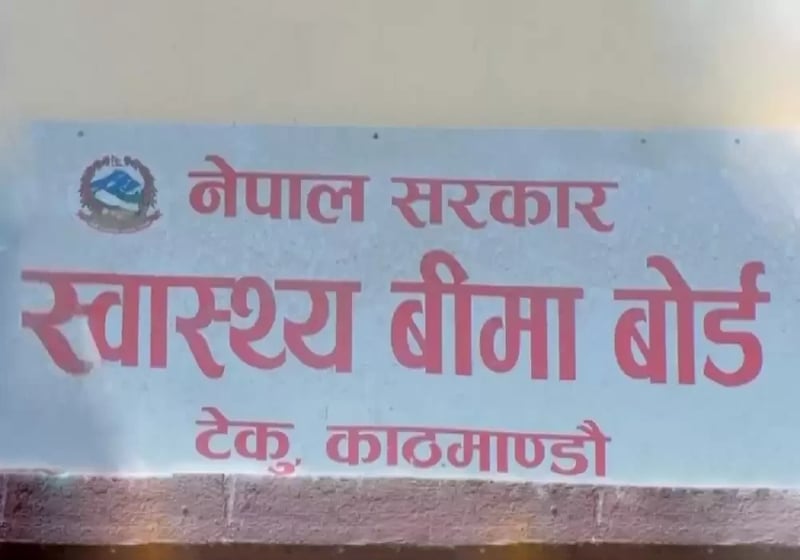 नेपाल सरकार
स्वास्थ्य बीमा बोर्ड
टेकु, काठमाण्डौ